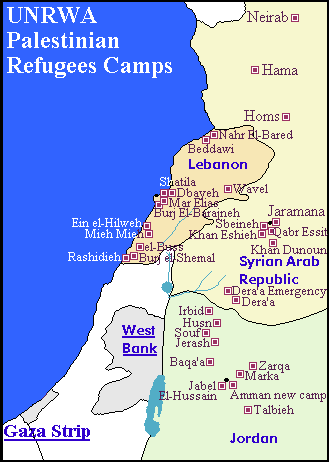 UNRWA
Palestinian
Refugees Camps
Neirab
Hama
Homs
Nahr El-Bared
Beddawi
Lebanon
Shatila
Dbayeh
Wavel
Mar Elias
Burj El-Barajneh
Jaramana
Ein el-Hilweh
Sbeineh
Mieh Mieh
Khan Eshieh
Qabr Essit
el-Buss
Khan Dunoun
Rashidieh
Burj el-Shemal
Syrian Arab
Republic
Dera'a Emergency
Dera'a
Irbid
Husn
West
Bank
Souf
Jerash
Baqa'a
Zarqa
Marka
Jabel
El-Hussain
Amman new camp
Talbieh
Gaza Strip
Jordan